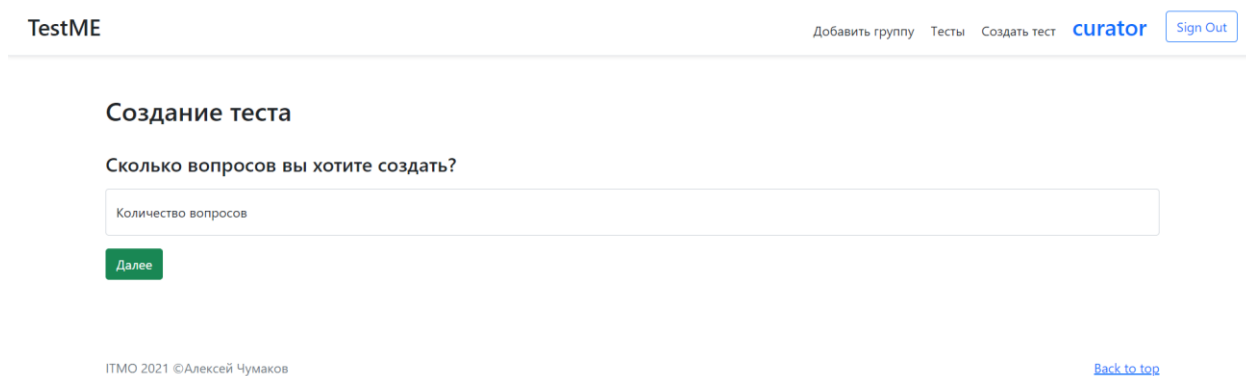 TestME Добавить группу Тесты Создать тест curator Sign Out
Создание теста
Сколько вопросов вы хотите создать?
Количество вопросов
Далее
ITMO 2021 ©Алексей Чумаков Back to top